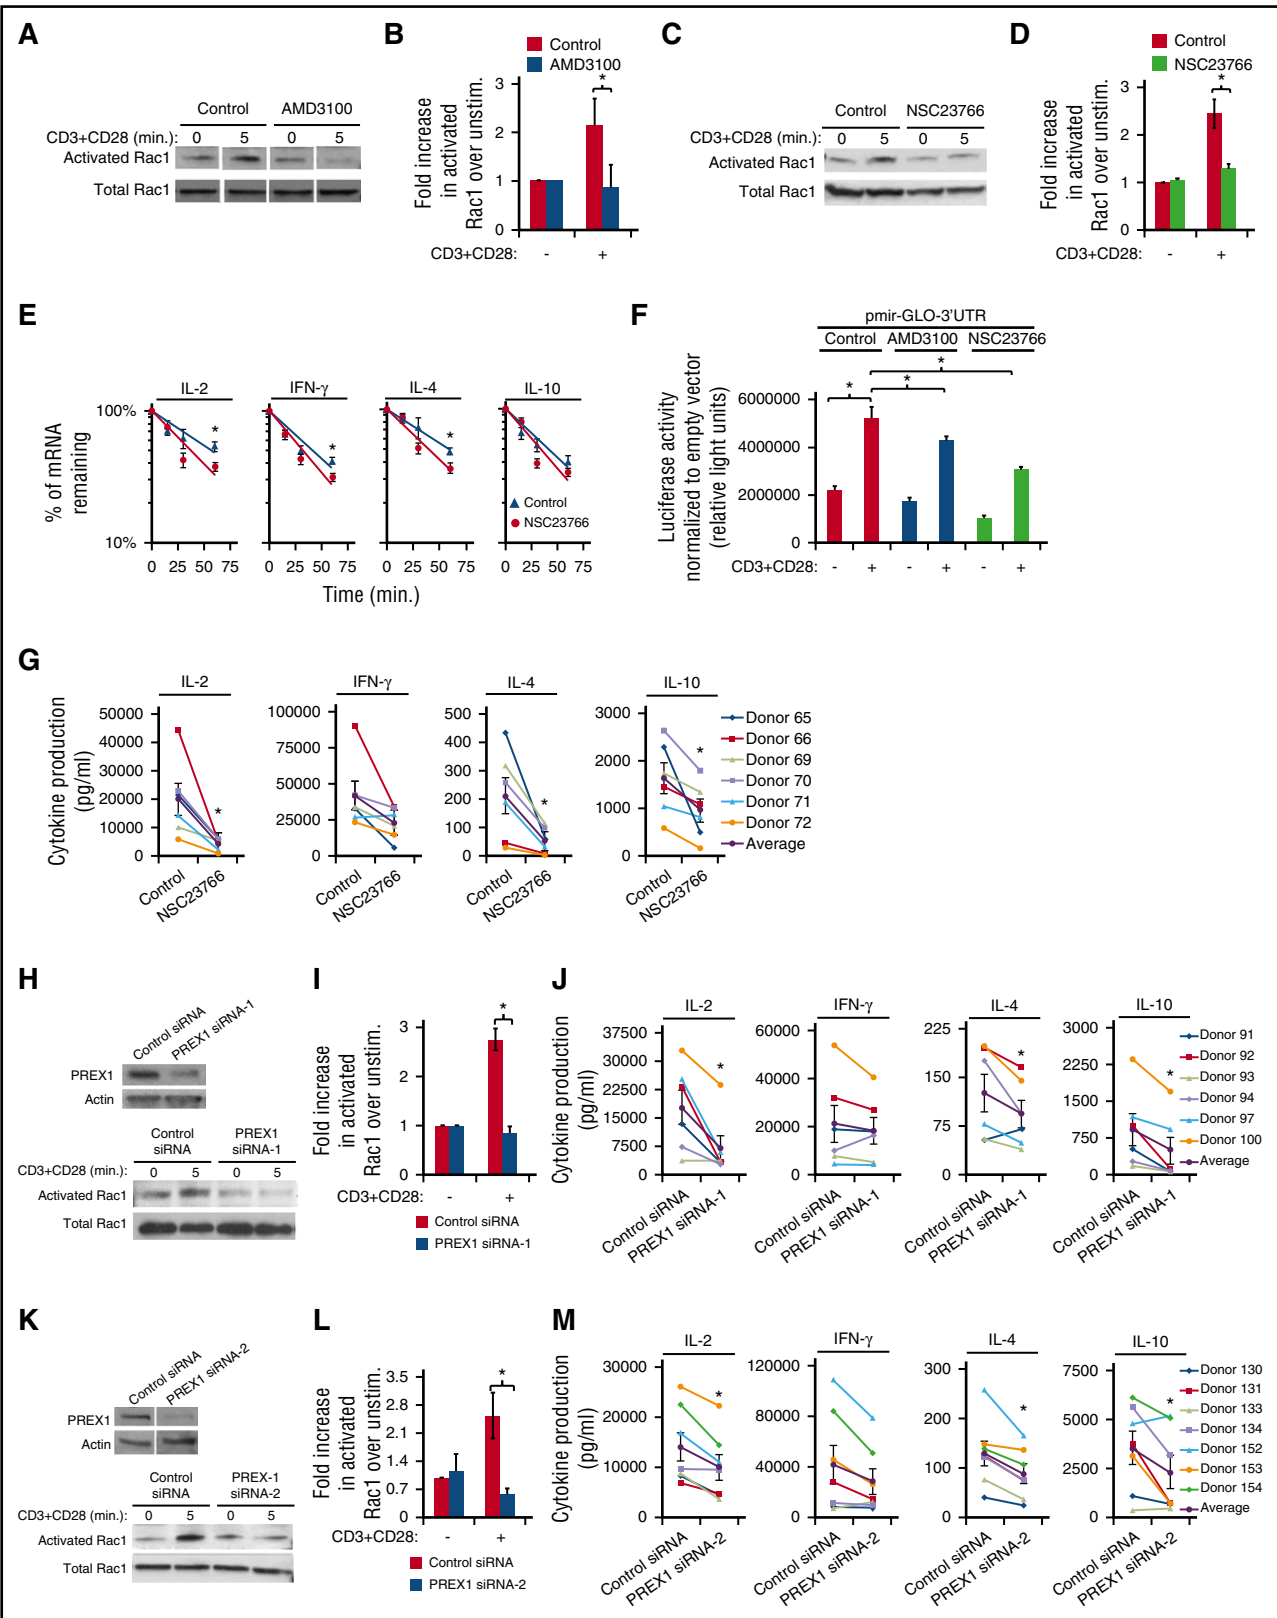 A
Control AMD3100
CD3+CD28 (min.): 0 5 0 5
Activated Rac1
Total Rac1
B
Control
AMD3100
Fold increase
in activated
Rac1 over unstim.
3
2
1
0
*
CD3+CD28: - +
C
Control NSC23766
CD3+CD28 (min.): 0 5 0 5
Activated Rac1
Total Rac1
D
Control
NSC23766
Fold increase
in activated
Rac1 over unstim.
3
2
1
0
*
CD3+CD28: - +
E
IL-2 IFN-γ IL-4 IL-10
% of mRNA
remaining
100%
10%
* * *
Control
NSC23766
0 25 50 75 0 25 50 75 0 25 50 75 0 25 50 75
Time (min.)
F
pmir-GLO-3'UTR
Control AMD3100 NSC23766
Luciferase activity
normalized to empty vector
(relative light units)
6000000
4000000
2000000
0
* * *
CD3+CD28: - + - + - +
G
Cytokine production
(pg/ml)
IL-2
50000
40000
30000
20000
10000
0
*
Control
NSC23766
IFN-γ
100000
75000
50000
25000
0
Control
NSC23766
IL-4
500
400
300
200
100
0
*
Control
NSC23766
IL-10
3000
2000
1000
0
*
Control
NSC23766
Donor 65
Donor 66
Donor 69
Donor 70
Donor 71
Donor 72
Average
H
Control siRNA
PREX1 siRNA-1
PREX1
Actin
Control
siRNA
PREX1
siRNA-1
CD3+CD28 (min.): 0 5 0 5
Activated Rac1
Total Rac1
I
Fold increase
in activated
Rac1 over unstim.
3
2
1
0
*
CD3+CD28: - +
Control siRNA
PREX1 siRNA-1
J
Cytokine production
(pg/ml)
IL-2
37500
30000
22500
15000
7500
0
*
Control siRNA
PREX1 siRNA-1
IFN-γ
60000
40000
20000
0
Control siRNA
PREX1 siRNA-1
IL-4
225
150
75
0
*
Control siRNA
PREX1 siRNA-1
IL-10
3000
2250
1500
750
0
*
Control siRNA
PREX1 siRNA-1
Donor 91
Donor 92
Donor 93
Donor 94
Donor 97
Donor 100
Average
K
Control siRNA
PREX1 siRNA-2
PREX1
Actin
Control
siRNA
PREX-1
siRNA-2
CD3+CD28 (min.): 0 5 0 5
Activated Rac1
Total Rac1
L
Fold increase
in activated
Rac1 over unstim.
3.5
2.8
2.1
1.4
0.7
0
*
CD3+CD28: - +
Control siRNA
PREX1 siRNA-2
M
Cytokine production
(pg/ml)
IL-2
30000
20000
10000
0
*
Control siRNA
PREX1 siRNA-2
IFN-γ
120000
80000
40000
0
Control siRNA
PREX1 siRNA-2
IL-4
300
200
100
0
*
Control siRNA
PREX1 siRNA-2
IL-10
7500
5000
2500
0
*
Control siRNA
PREX1 siRNA-2
Donor 130
Donor 131
Donor 133
Donor 134
Donor 152
Donor 153
Donor 154
Average